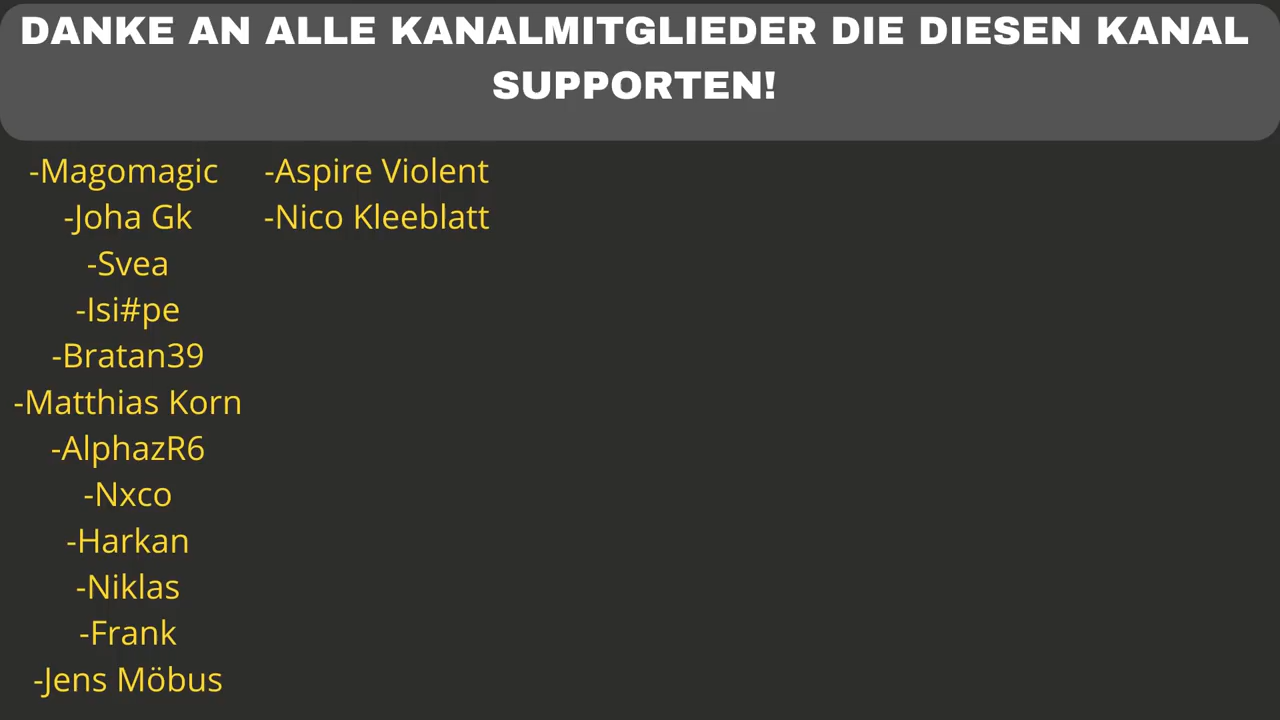 DANKE AN ALLE KANALMITGLIEDER DIE DIESEN KANAL
SUPPORTEN!
-Magomagic
-Joha Gk
-Svea
-Isi#pe
-Bratan39
-Matthias Korn
-AlphazR6
-Nxco
-Harkan
-Niklas
-Frank
-Jens Möbus
-Aspire Violent
-Nico Kleeblatt